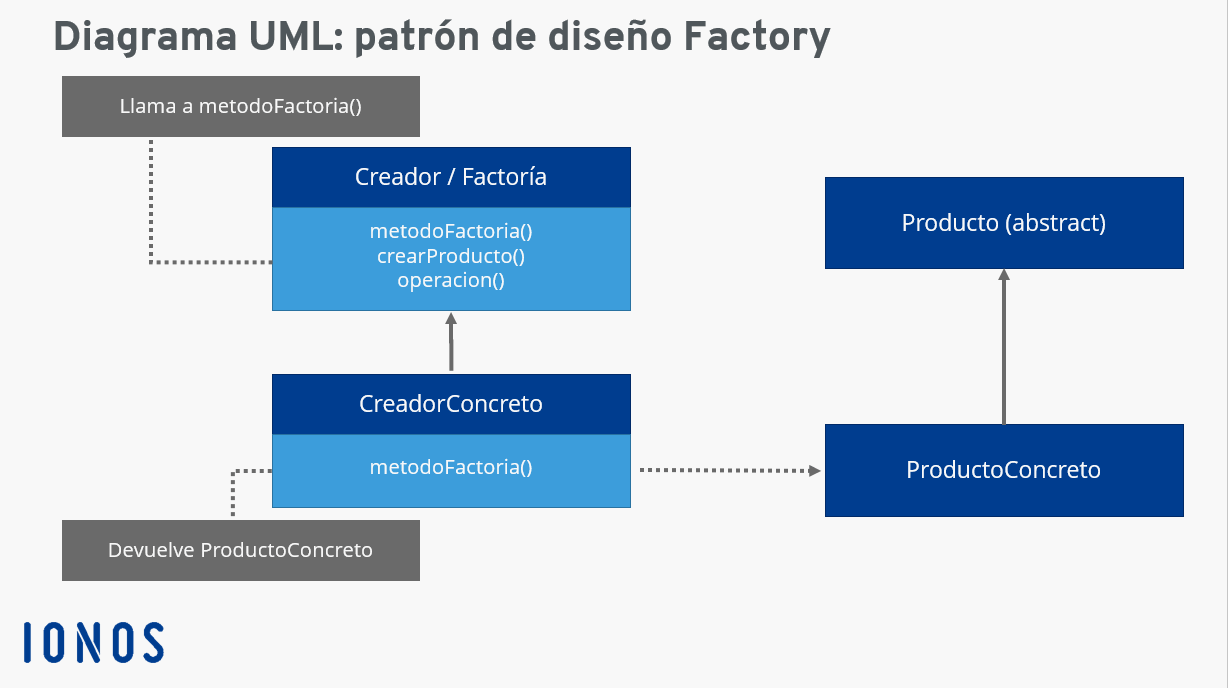 Diagrama UML: patrón de diseño Factory
Llama a metodoFactoria()
Creador / Factoría
metodoFactoria()
crearProducto()
operacion()
Producto (abstract)
CreadorConcreto
metodoFactoria()
ProductoConcreto
Devuelve ProductoConcreto
IONOS